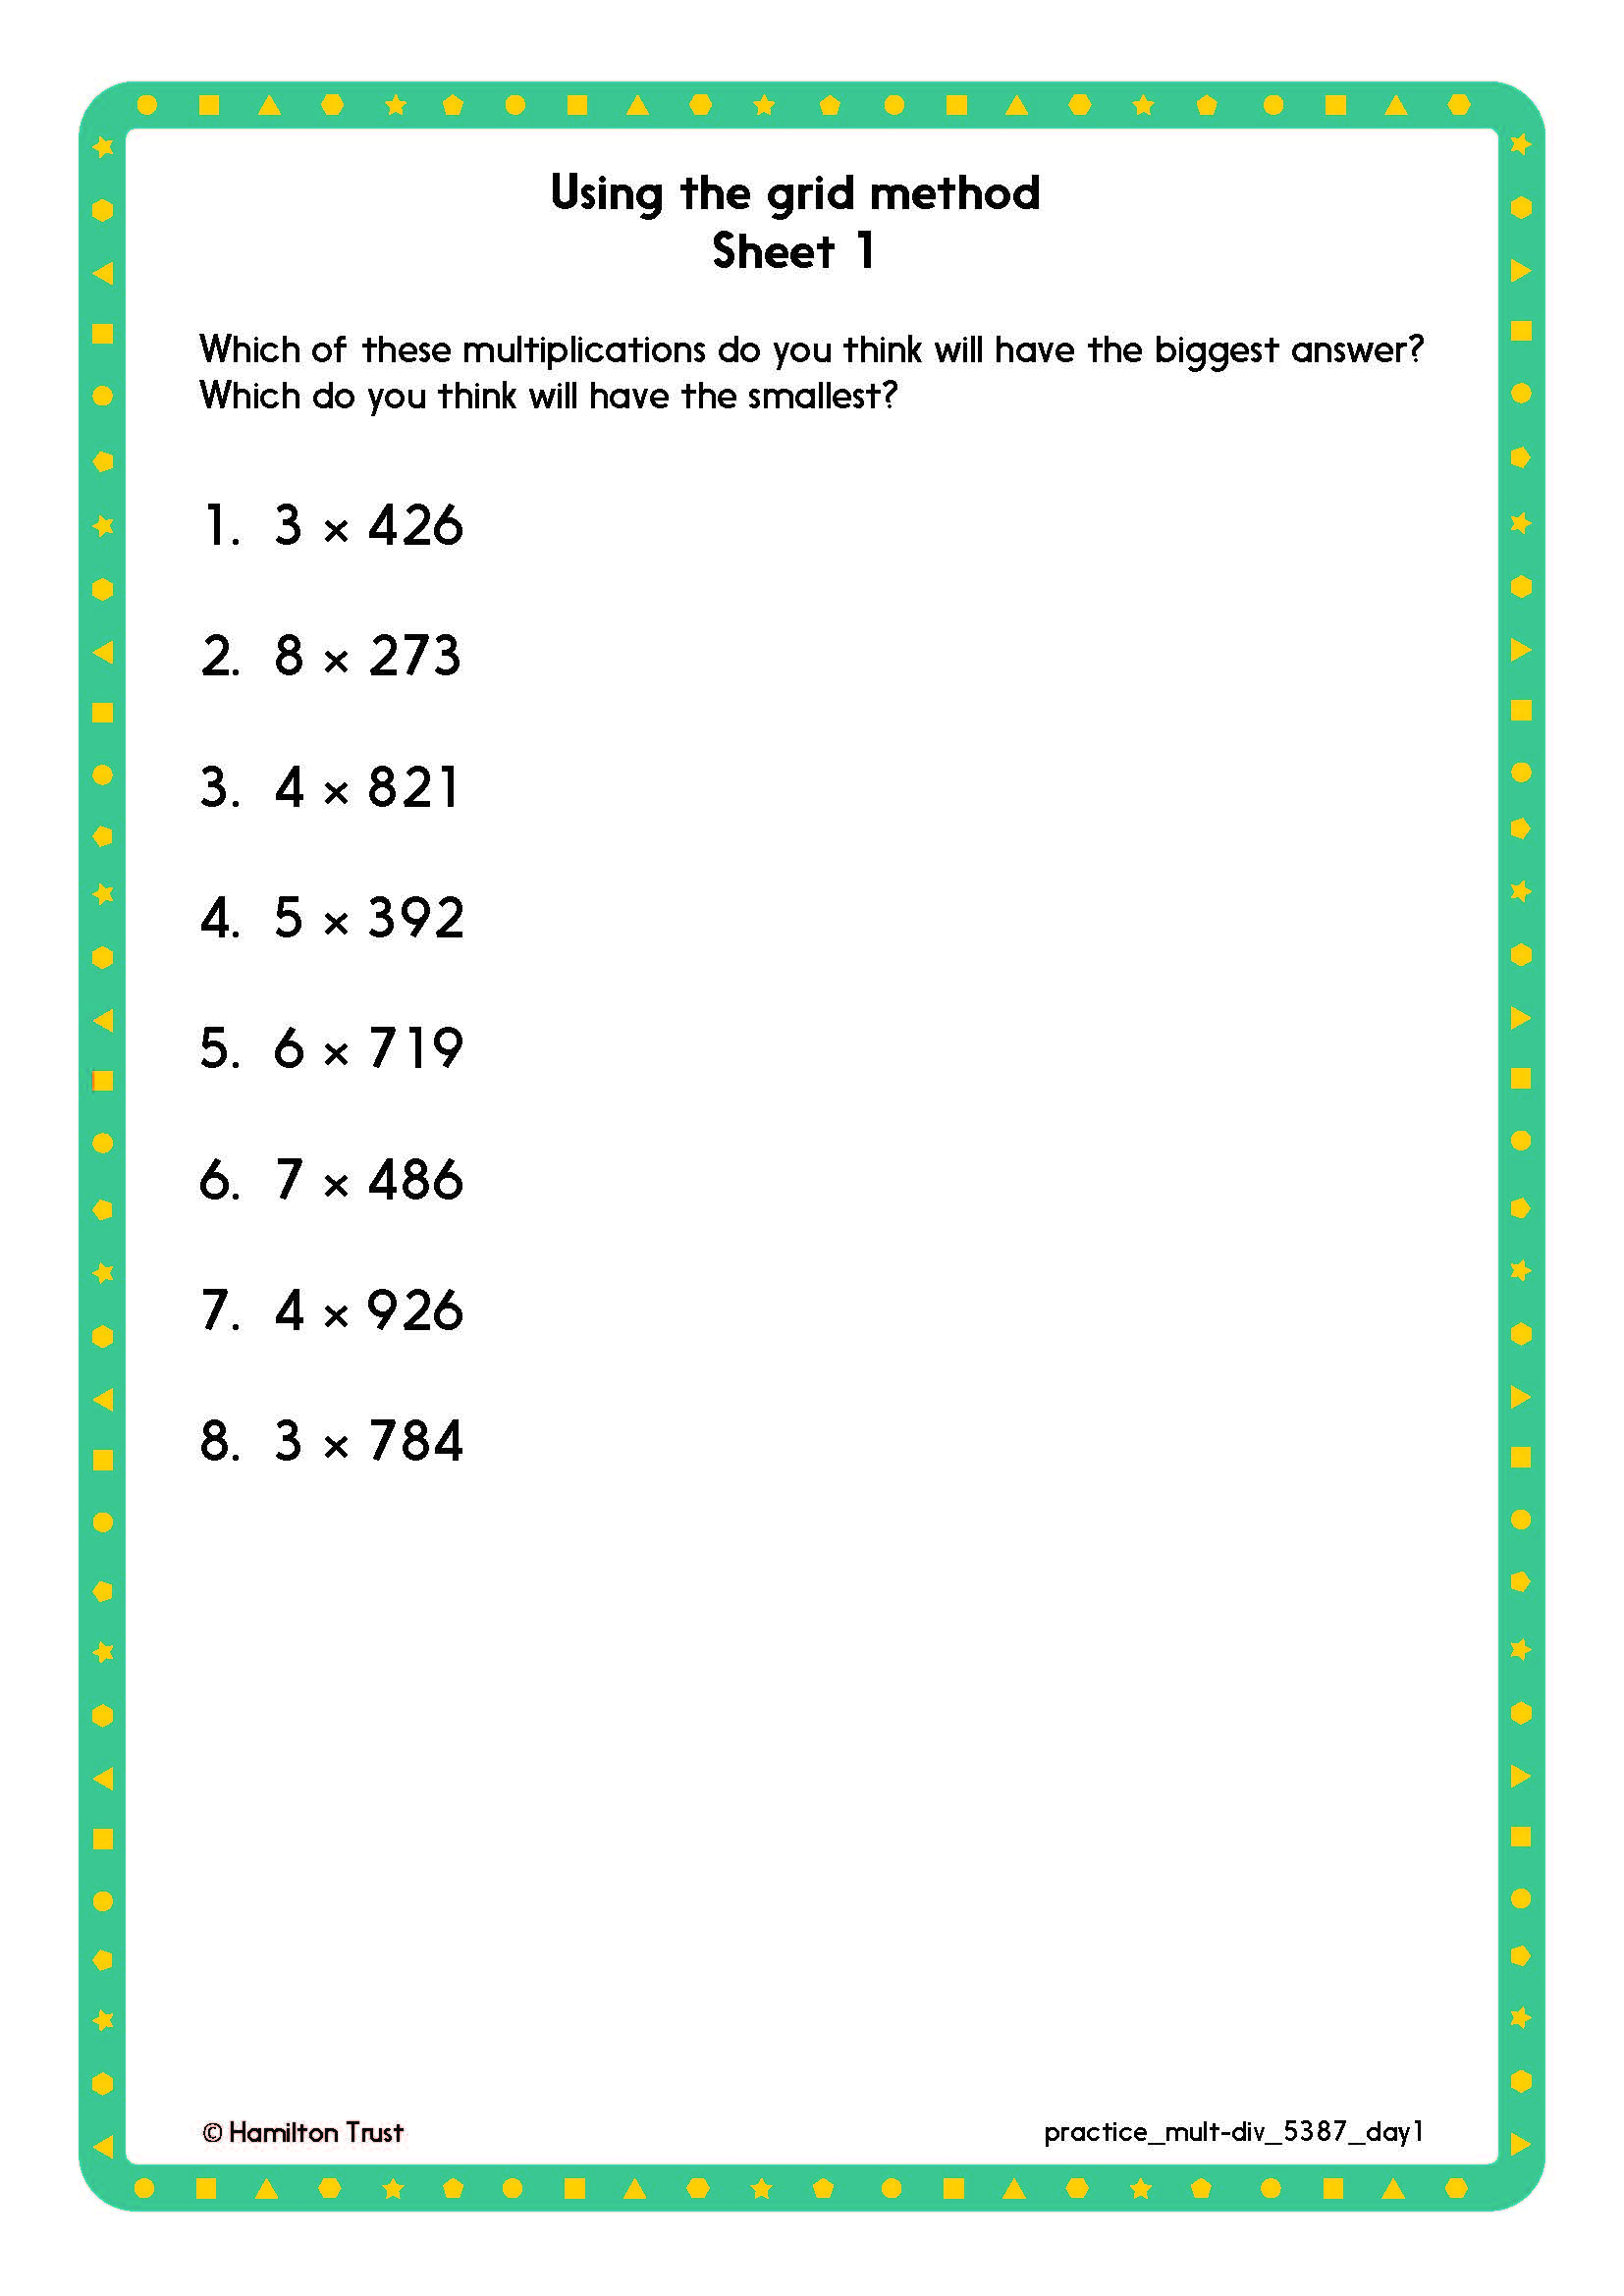 Using the grid method
Sheet 1
Which of these multiplications do you think will have the biggest answer?
Which do you think will have the smallest?
1. 3 × 426
2. 8 × 273
3. 4 × 821
4. 5 × 392
5. 6 × 719
6. 7 × 486
7. 4 × 926
8. 3 × 784
© Hamilton Trust
practice_mult-div_5387_day1